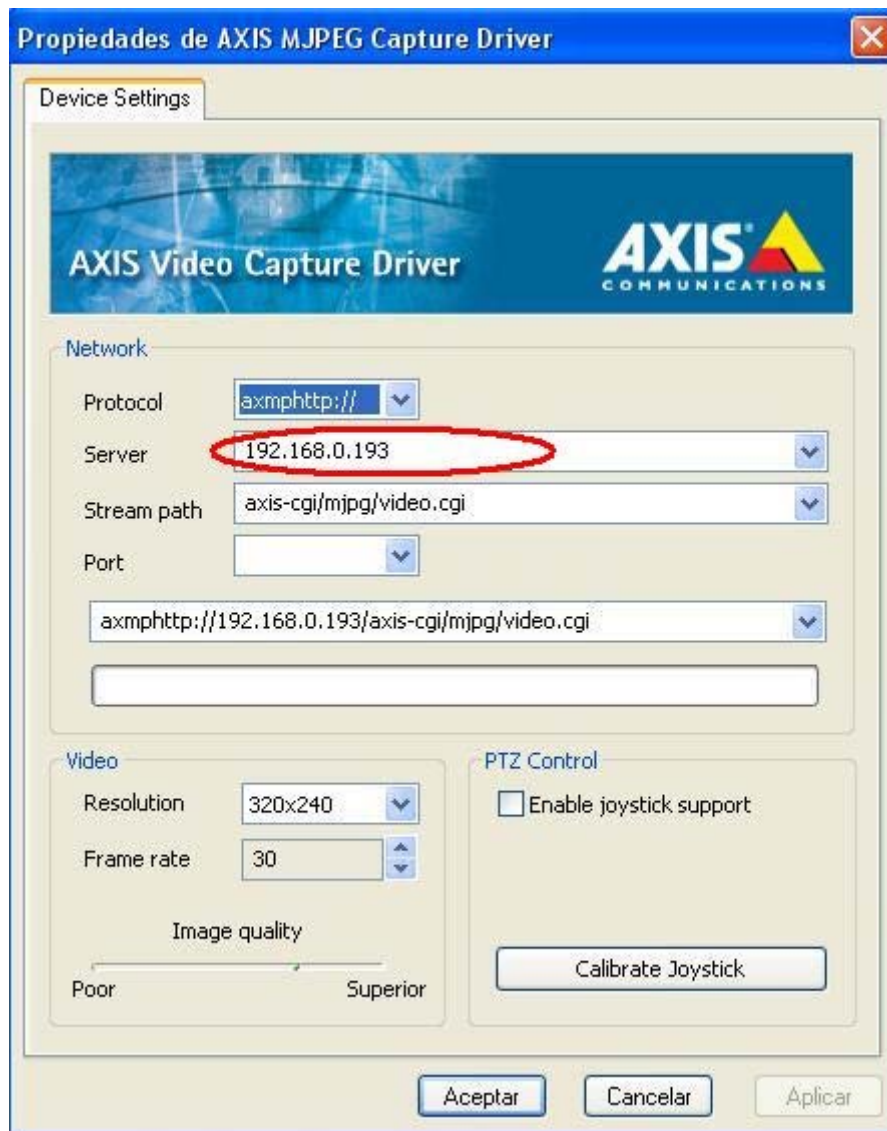 Propiedades de AXIS MJPEG Capture Driver
Device Settings
AXIS Video Capture Driver
AXIS
COMMUNICATIONS
Network
Protocol axmphttp://
Server 192.168.0.193
Stream path axis-cgi/mjpg/video.cgi
Port
axmphttp://192.168.0.193/axis-cgi/mjpg/video.cgi
Video
Resolution 320x240
Frame rate 30
Image quality
Poor Superior
PTZ Control
Enable joystick support
Calibrate Joystick
Aceptar Cancelar Aplicar